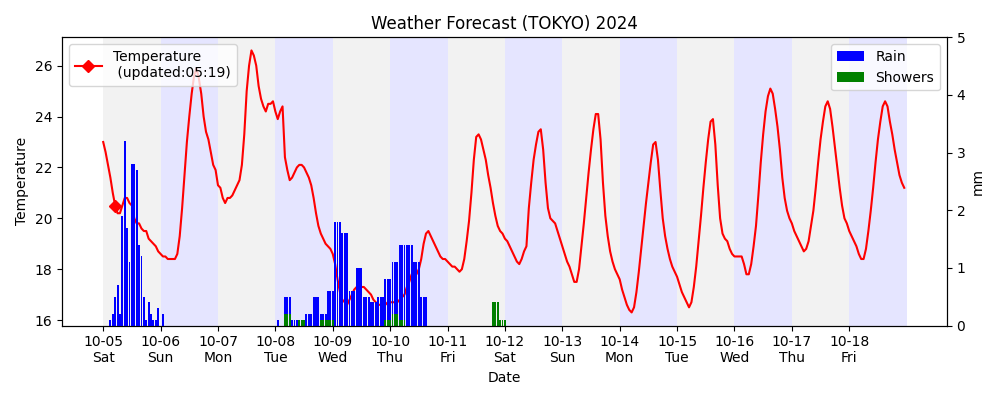 Weather Forecast (TOKYO) 2024
Temperature
(updated:05:19)
Rain
Showers
Temperature
26
24
22
20
18
16
5
4
3
2
1
0
mm
10-05 10-06 10-07 10-08 10-09 10-10 10-11 10-12 10-13 10-14 10-15 10-16 10-17 10-18
Sat Sun Mon Tue Wed Thu Fri Sat Sun Mon Tue Wed Thu Fri
Date